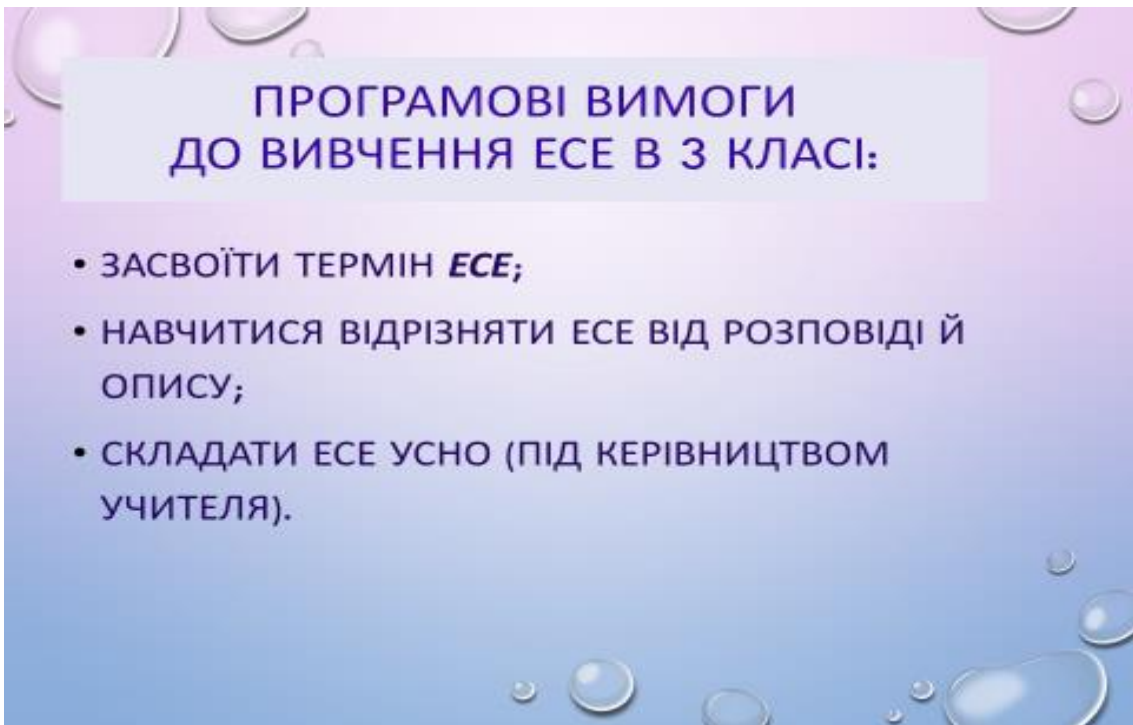 ПРОГРАМОВІ ВИМОГИ
ДО ВИВЧЕННЯ ЕСЕ В 3 КЛАСІ:
• ЗАСВОЇТИ ТЕРМІН ЕСЕ;
• НАВЧИТИСЯ ВІДРІЗНЯТИ ЕСЕ ВІД РОЗПОВІДІ Й
ОПИСУ;
• СКЛАДАТИ ЕСЕ УСНО (ПІД КЕРІВНИЦТВОМ
УЧИТЕЛЯ).